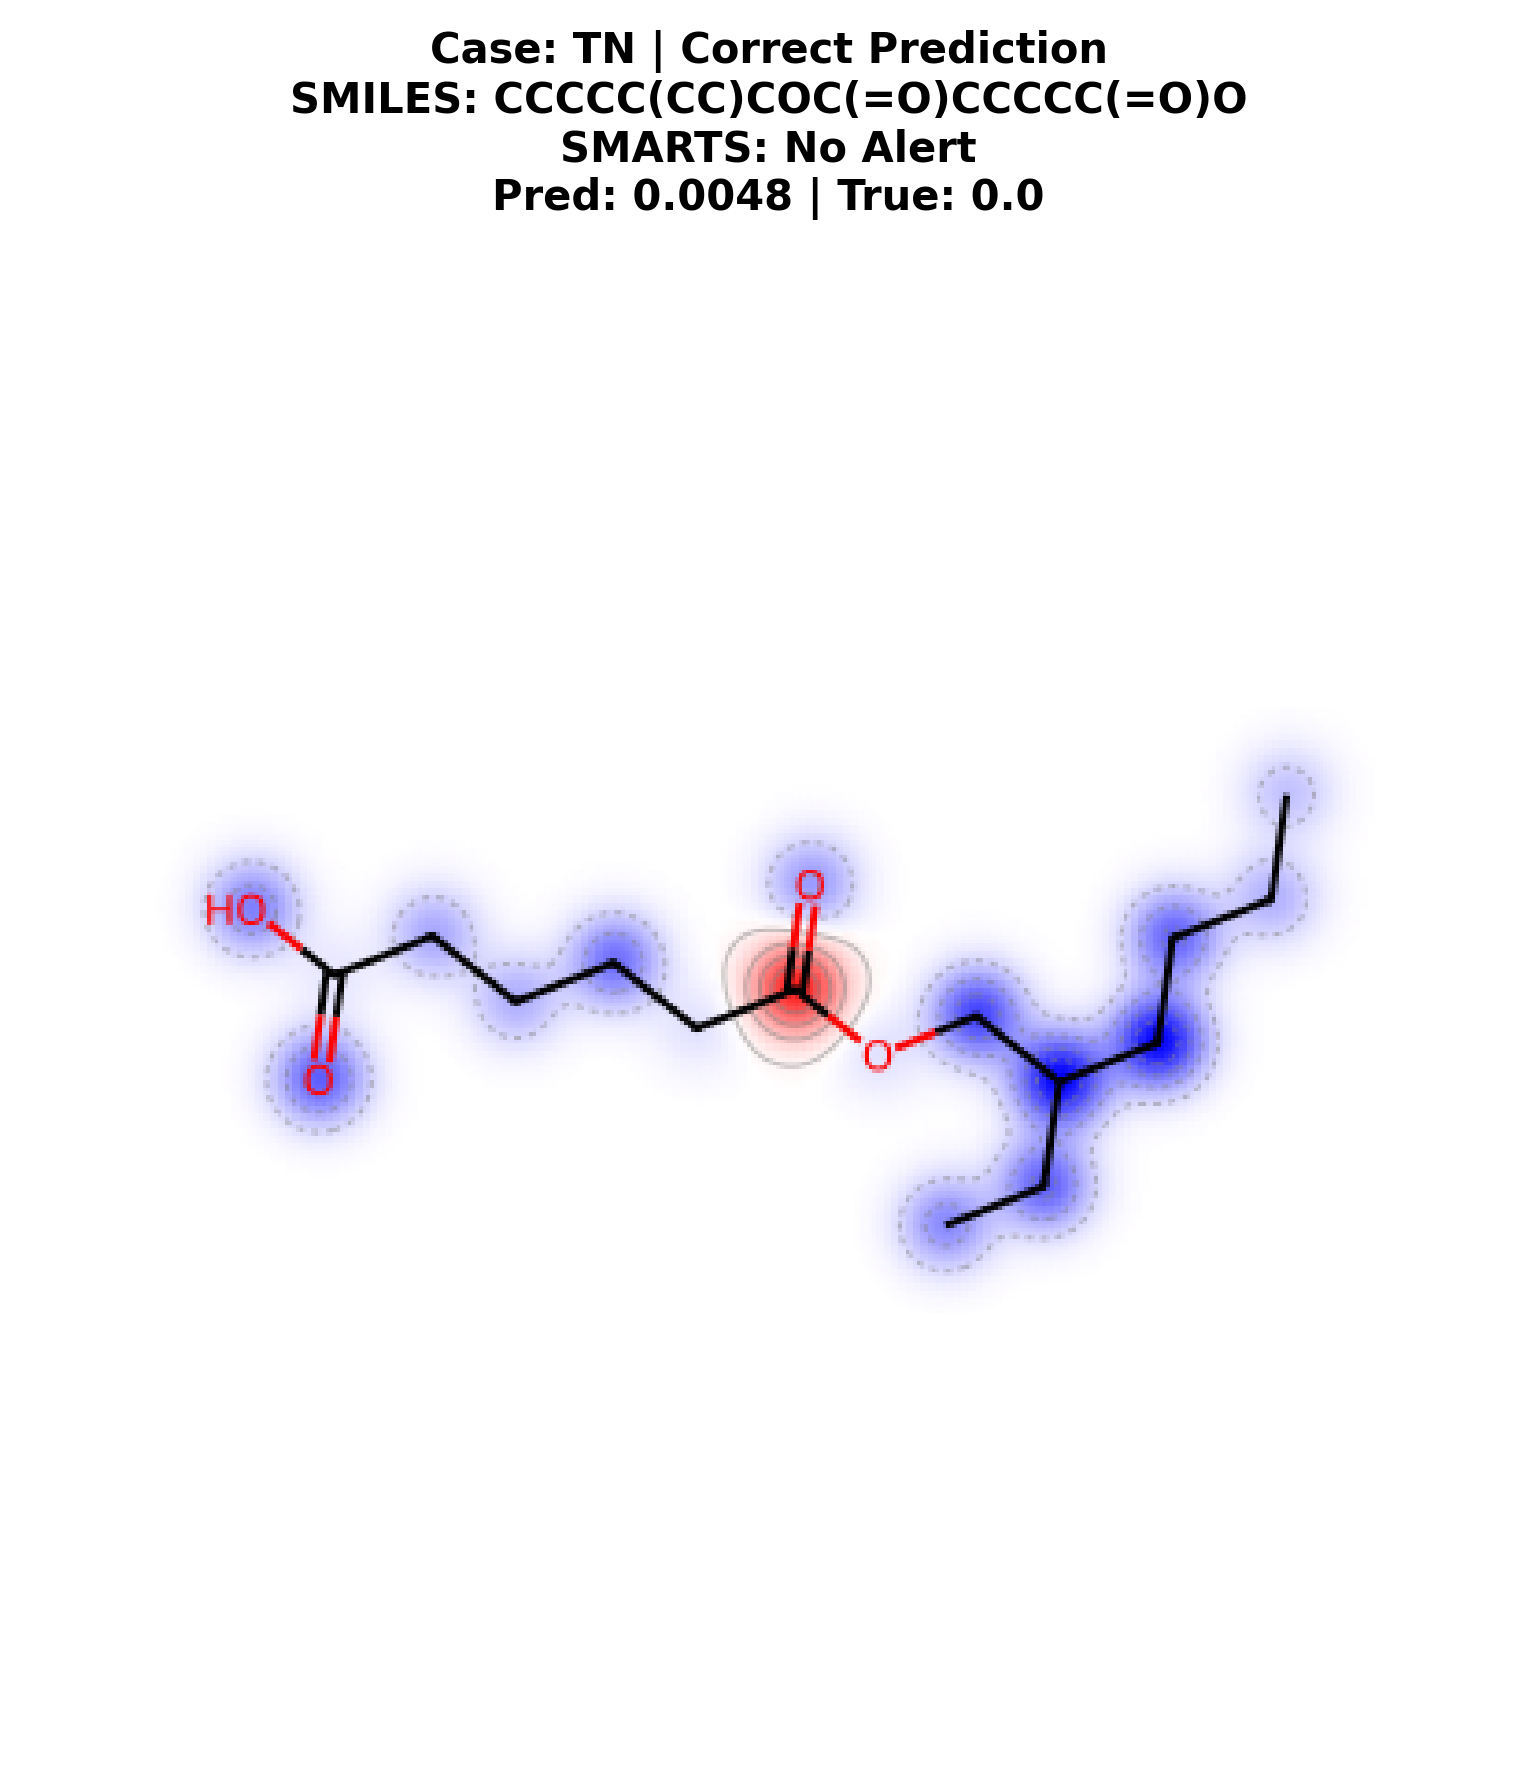 Case: TN | Correct Prediction
SMILES: CCCCC(CC)COC(=O)CCCCC(=O)O
SMARTS: No Alert
Pred: 0.0048 | True: 0.0
O
HO
O
O